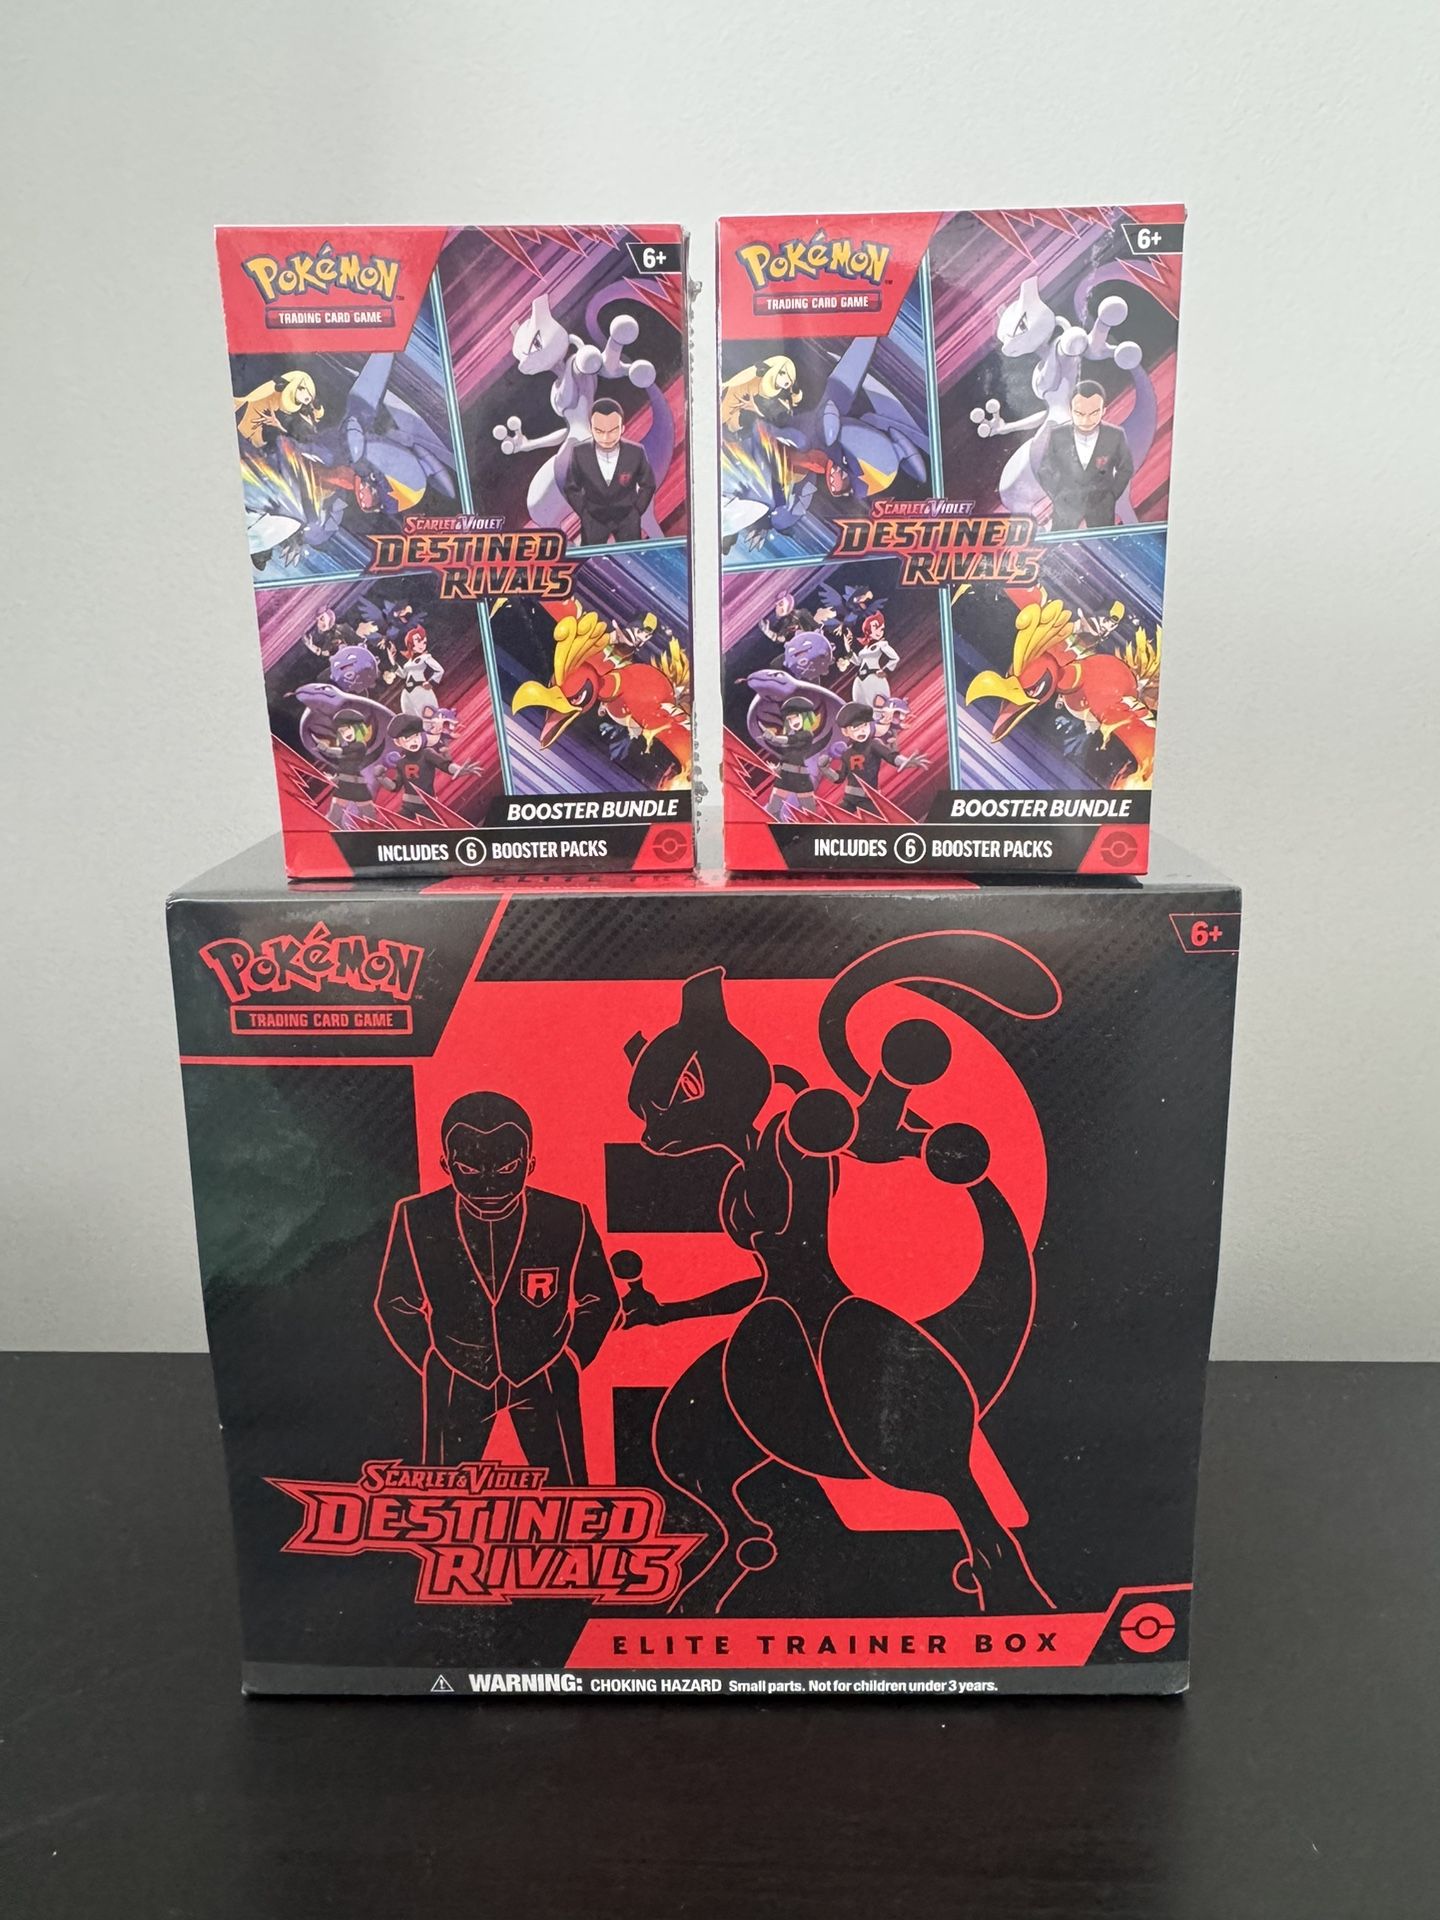 6+
POKéMON
TRADING CARD GAME
SCARLET & VIOLET
DESTINED
RIVALS
R
BOOSTER BUNDLE
INCLUDES 6 BOOSTER PACKS
6+
POKéMON
TRADING CARD GAME
SCARLET & VIOLET
DESTINED
RIVALS
R
BOOSTER BUNDLE
INCLUDES 6 BOOSTER PACKS
6+
POKéMON
TRADING CARD GAME
R
SCARLET & VIOLET
DESTINED
RIVALS
ELITE TRAINER BOX
WARNING: CHOKING HAZARD Small parts. Not for children under 3 years.